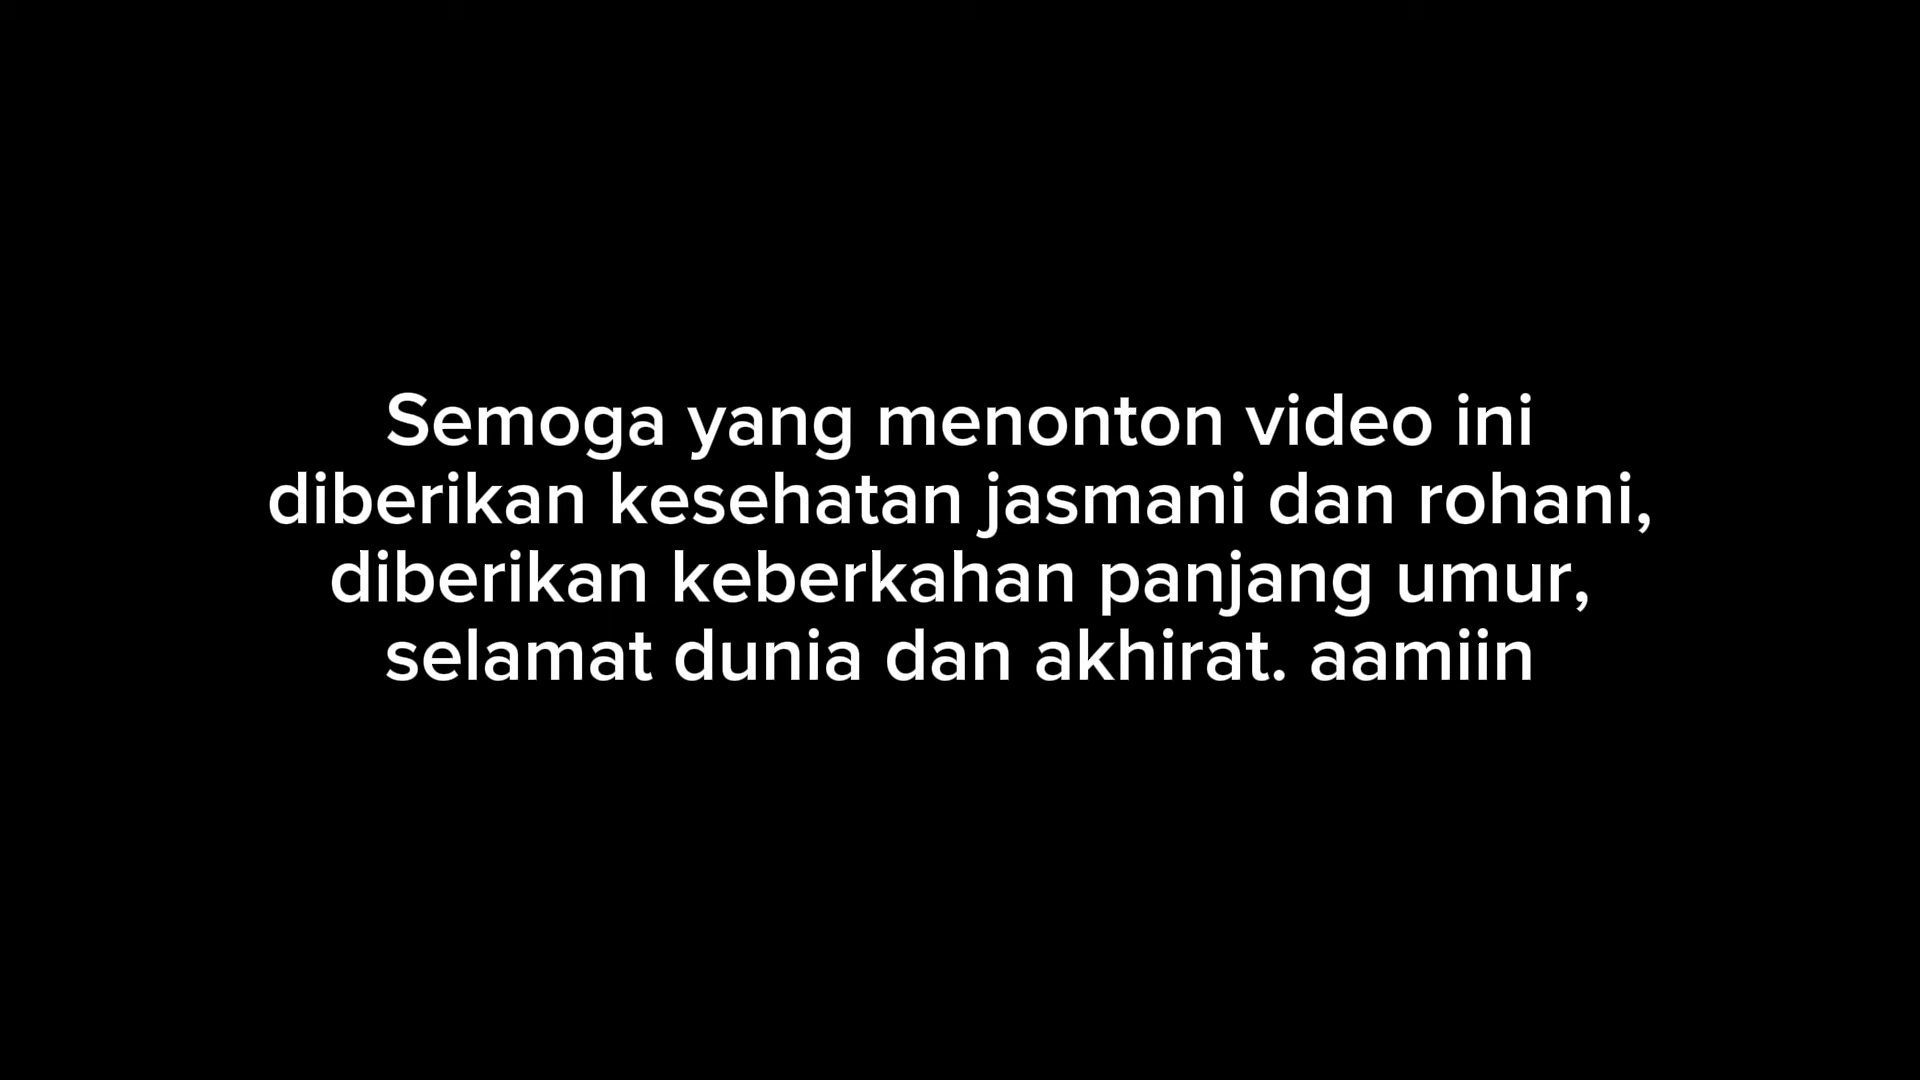 Semoga yang menonton video ini
diberikan kesehatan jasmani dan rohani,
diberikan keberkahan panjang umur,
selamat dunia dan akhirat. aamiin